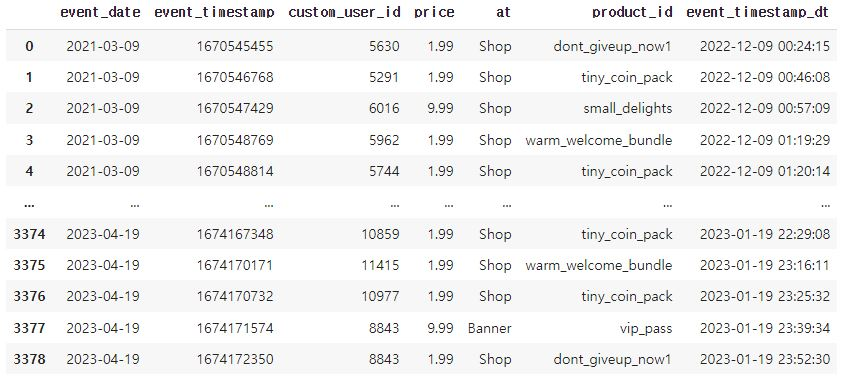 event_date event_timestamp custom_user_id price at product_id event_timestamp_dt
0 2021-03-09 1670545455 5630 1.99 Shop dont_giveup_now1 2022-12-09 00:24:15
1 2021-03-09 1670546768 5291 1.99 Shop tiny_coin_pack 2022-12-09 00:46:08
2 2021-03-09 1670547429 6016 9.99 Shop small_delights 2022-12-09 00:57:09
3 2021-03-09 1670548769 5962 1.99 Shop warm_welcome_bundle 2022-12-09 01:19:29
4 2021-03-09 1670548814 5744 1.99 Shop tiny_coin_pack 2022-12-09 01:20:14
... ... ... ... ... ... ... ...
3374 2023-04-19 1674167348 10859 1.99 Shop tiny_coin_pack 2023-01-19 22:29:08
3375 2023-04-19 1674170171 11415 1.99 Shop warm_welcome_bundle 2023-01-19 23:16:11
3376 2023-04-19 1674170732 10977 1.99 Shop tiny_coin_pack 2023-01-19 23:25:32
3377 2023-04-19 1674171574 8843 9.99 Banner vip_pass 2023-01-19 23:39:34
3378 2023-04-19 1674172350 8843 1.99 Shop dont_giveup_now1 2023-01-19 23:52:30